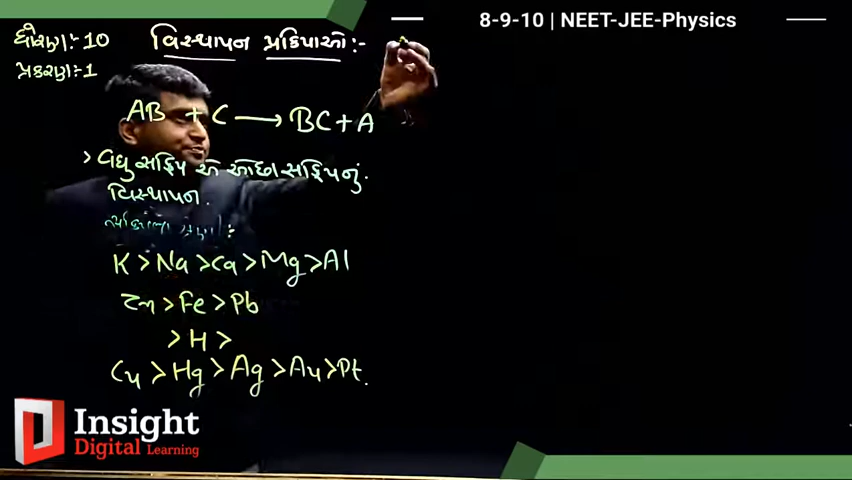 8-9-10 | NEET-JEE-Physics
ધોરણ:- 10
વિસ્થાપન પ્રક્રિયાઓ :-
પ્રકરણ:- 1
AB + C → BC + A
> વધુ સક્રિય એ ઓછા સક્રિયનું.
વિસ્થાપન.
K > Na > Ca > Mg > Al
Zn > Fe > Pb
> H >
Cu > Hg > Ag > Au > Pt.
Insight
Digital Learning